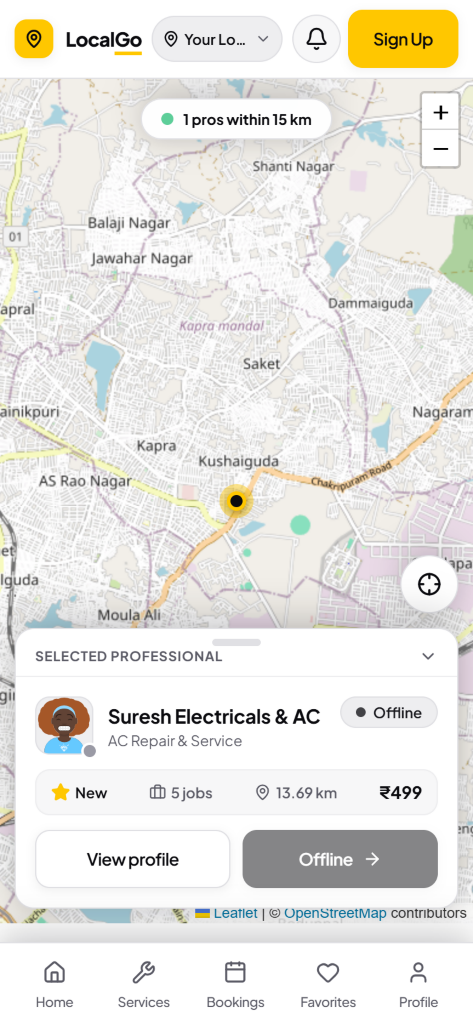 LocalGo
Your Lo...
Sign Up
1 pros within 15 km
+
−
Shanti Nagar
01
Balaji Nagar
Jawahar Nagar
apral
Dammaiguda
Kapra mandal
Saket
ainikpuri
Nagaram
Kapra
Kushaiguda
Chakripuram Road
AS Rao Nagar
et
apa
lguda
Moula Ali
SELECTED PROFESSIONAL
Suresh Electricals & AC
Offline
AC Repair & Service
New
5 jobs
13.69 km
₹499
View profile
Offline →
Leaflet | © OpenStreetMap contributors
Home
Services
Bookings
Favorites
Profile